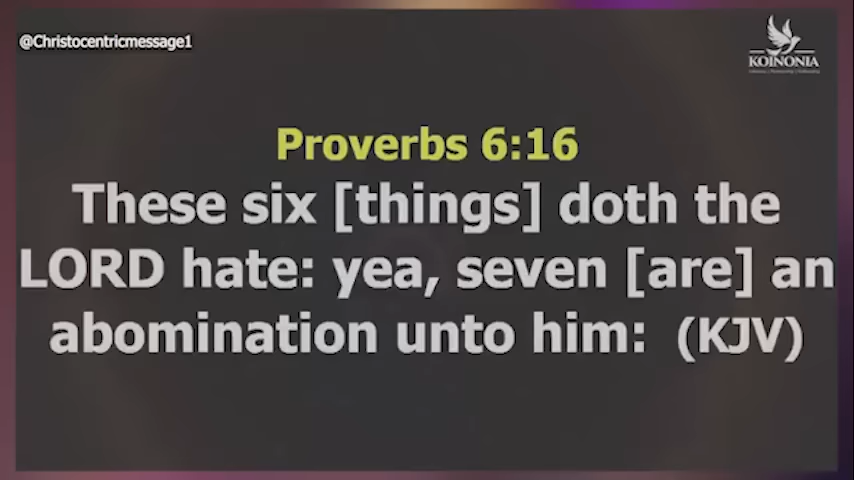 @Christocentricmessage1
KOINONIA
Proverbs 6:16
These six [things] doth the
LORD hate: yea, seven [are] an
abomination unto him: (KJV)